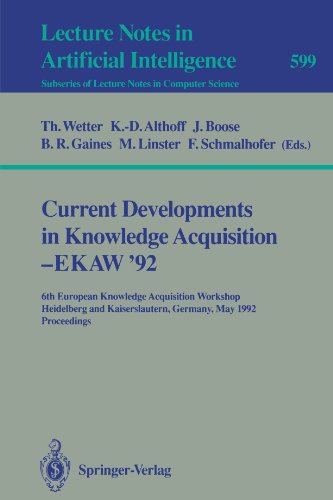 Lecture Notes in
Artificial Intelligence 599
Subseries of Lecture Notes in Computer Science
Th. Wetter K.-D. Althoff J. Boose
B. R. Gaines M. Linster F. Schmalhofer (Eds.)
Current Developments
in Knowledge Acquisition
–EKAW '92
6th European Knowledge Acquisition Workshop
Heidelberg and Kaiserslautern, Germany, May 1992
Proceedings
Springer-Verlag